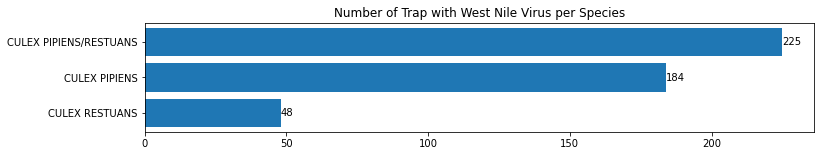 Number of Trap with West Nile Virus per Species
CULEX PIPIENS/RESTUANS
225
CULEX PIPIENS
184
CULEX RESTUANS
48
0 50 100 150 200